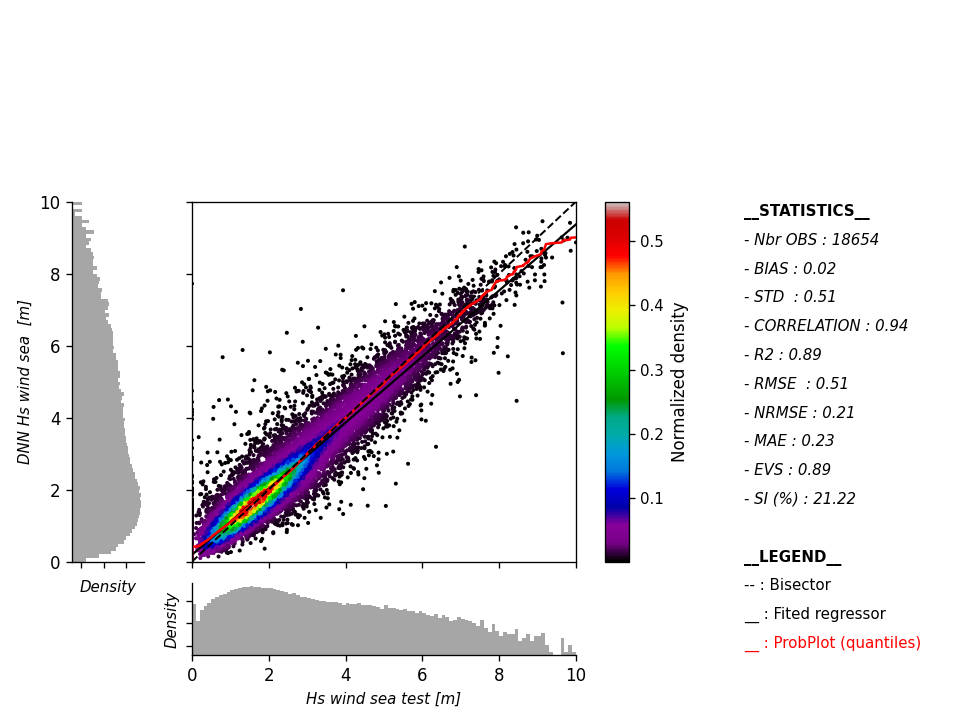 10
8
6
4
2
0
DNN Hs wind sea [m]
Density
Density
0 2 4 6 8 10
Hs wind sea test [m]
0.5
0.4
0.3
0.2
0.1
Normalized density
__STATISTICS__
- Nbr OBS : 18654
- BIAS : 0.02
- STD : 0.51
- CORRELATION : 0.94
- R2 : 0.89
- RMSE : 0.51
- NRMSE : 0.21
- MAE : 0.23
- EVS : 0.89
- SI (%) : 21.22
__LEGEND__
-- : Bisector
__ : Fited regressor
__ : ProbPlot (quantiles)